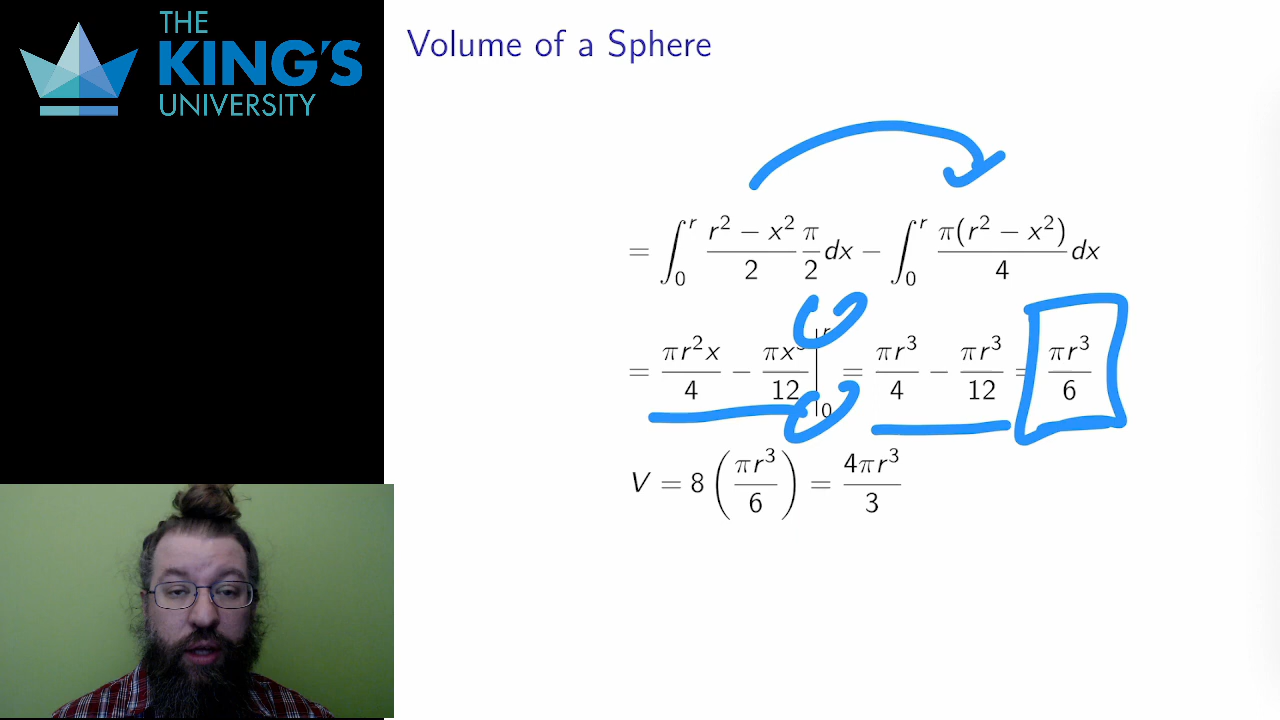 THE
KING'S
UNIVERSITY
Volume of a Sphere
= ∫₀ʳ (r² − x²)/2 π/2 dx − ∫₀ʳ π(r² − x²)/4 dx
= πr²x/4 − πx³/12 |₀ʳ = πr³/4 − πr³/12 = πr³/6
V = 8 (πr³/6) = 4πr³/3